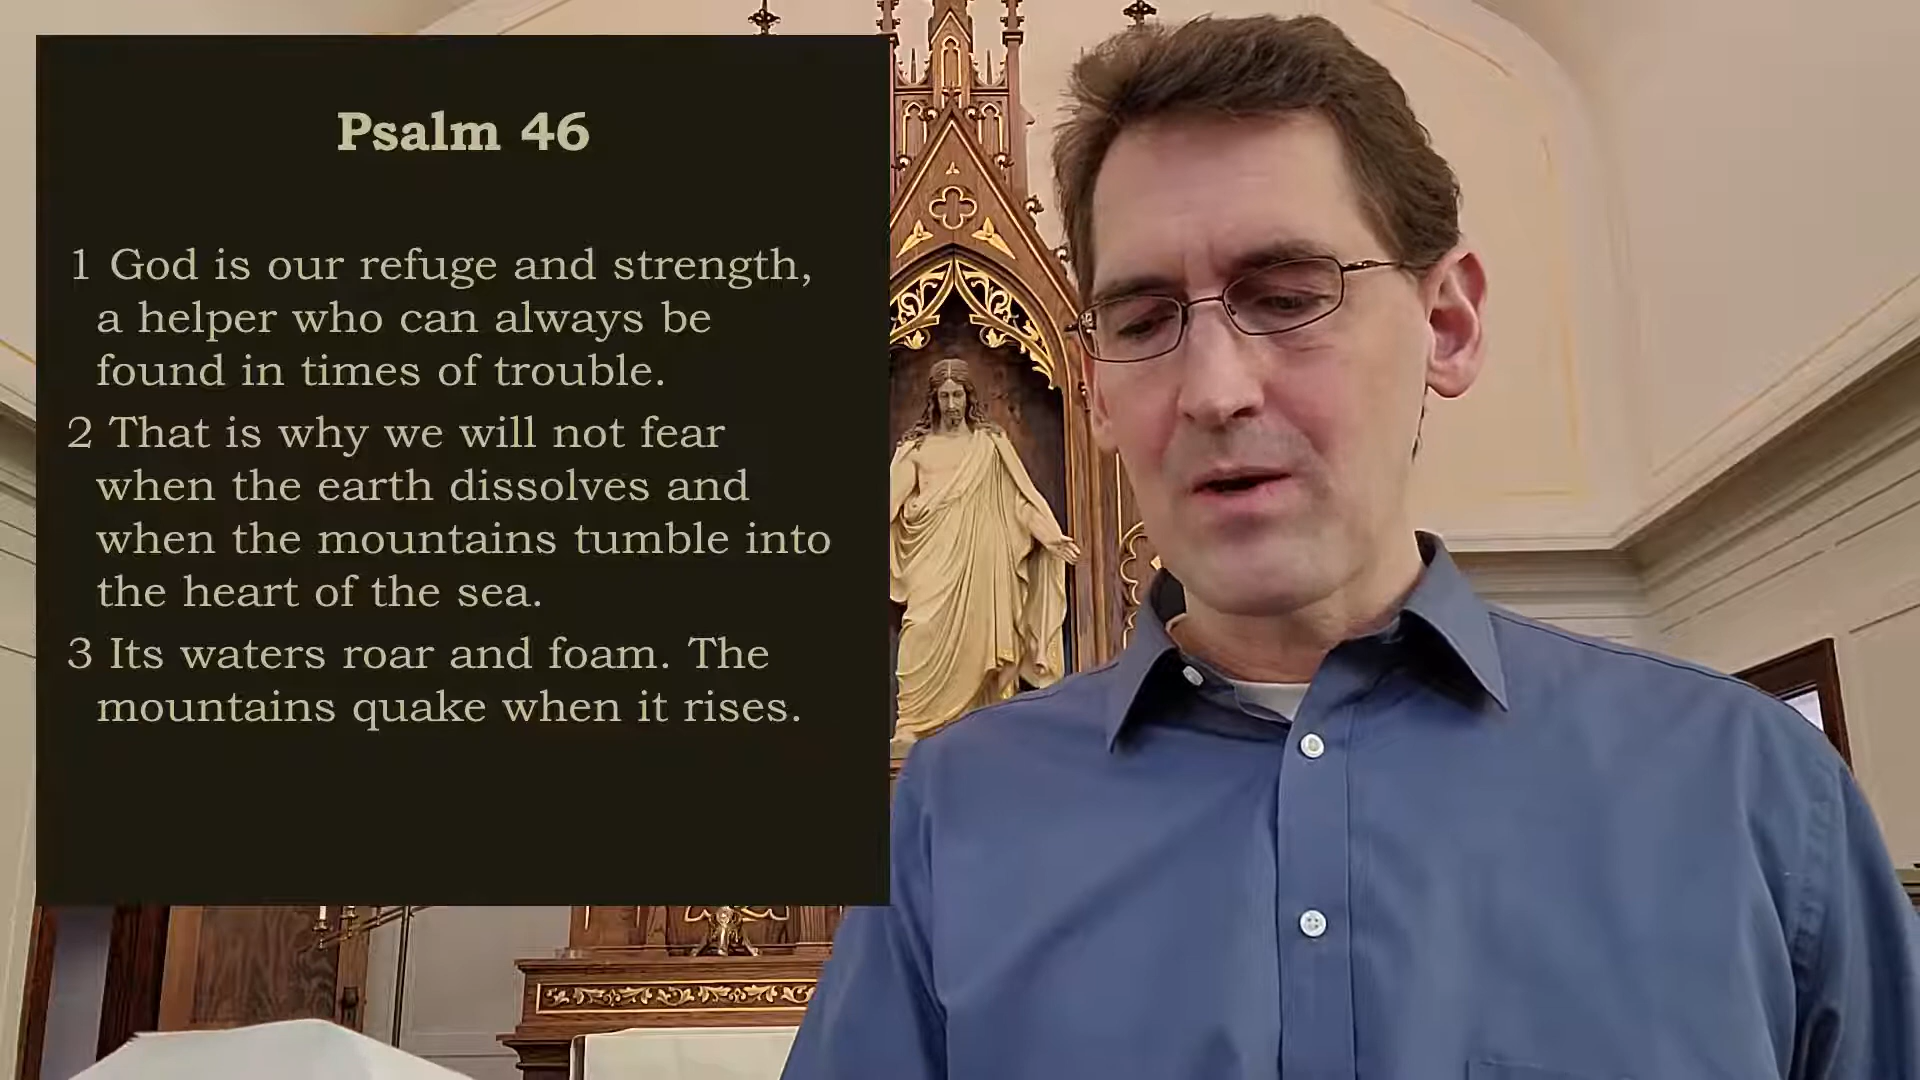 Psalm 46
1 God is our refuge and strength,
a helper who can always be
found in times of trouble.
2 That is why we will not fear
when the earth dissolves and
when the mountains tumble into
the heart of the sea.
3 Its waters roar and foam. The
mountains quake when it rises.